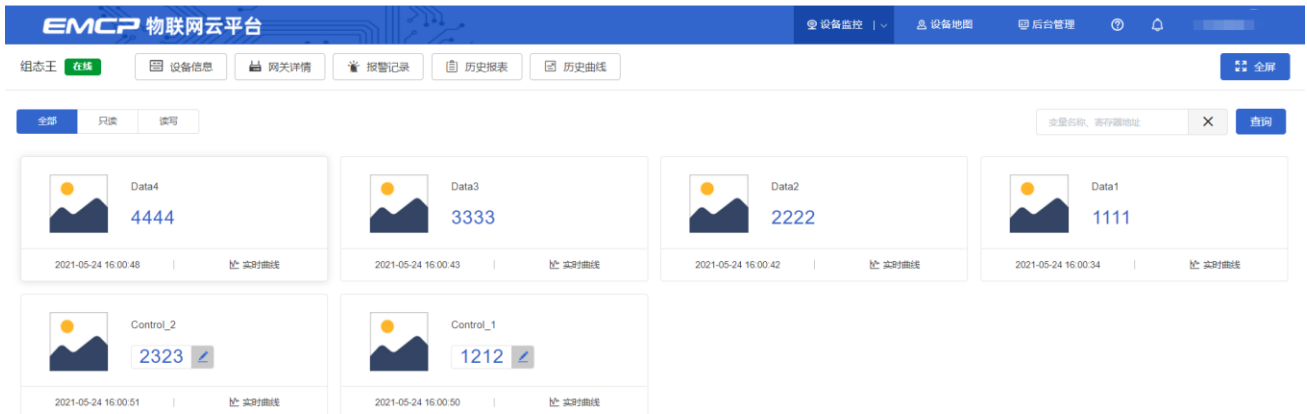 EMCP 物联网云平台 设备监控 设备地图 后台管理
组态王 在线 设备信息 网关详情 报警记录 历史报表 历史曲线 全屏
全部 只读 读写 变量名称、寄存器地址 查询
Data4 Data3 Data2 Data1
4444 3333 2222 1111
2021-05-24 16:00:48 实时曲线 2021-05-24 16:00:43 实时曲线 2021-05-24 16:00:42 实时曲线 2021-05-24 16:00:34 实时曲线
Control_2 Control_1
2323 1212
2021-05-24 16:00:51 实时曲线 2021-05-24 16:00:50 实时曲线